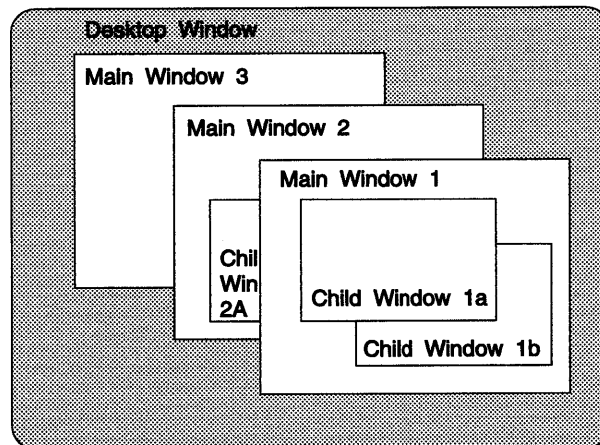 Desktop Window
Main Window 3
Main Window 2
Main Window 1
Chil
Win
2A
Child Window 1a
Child Window 1b